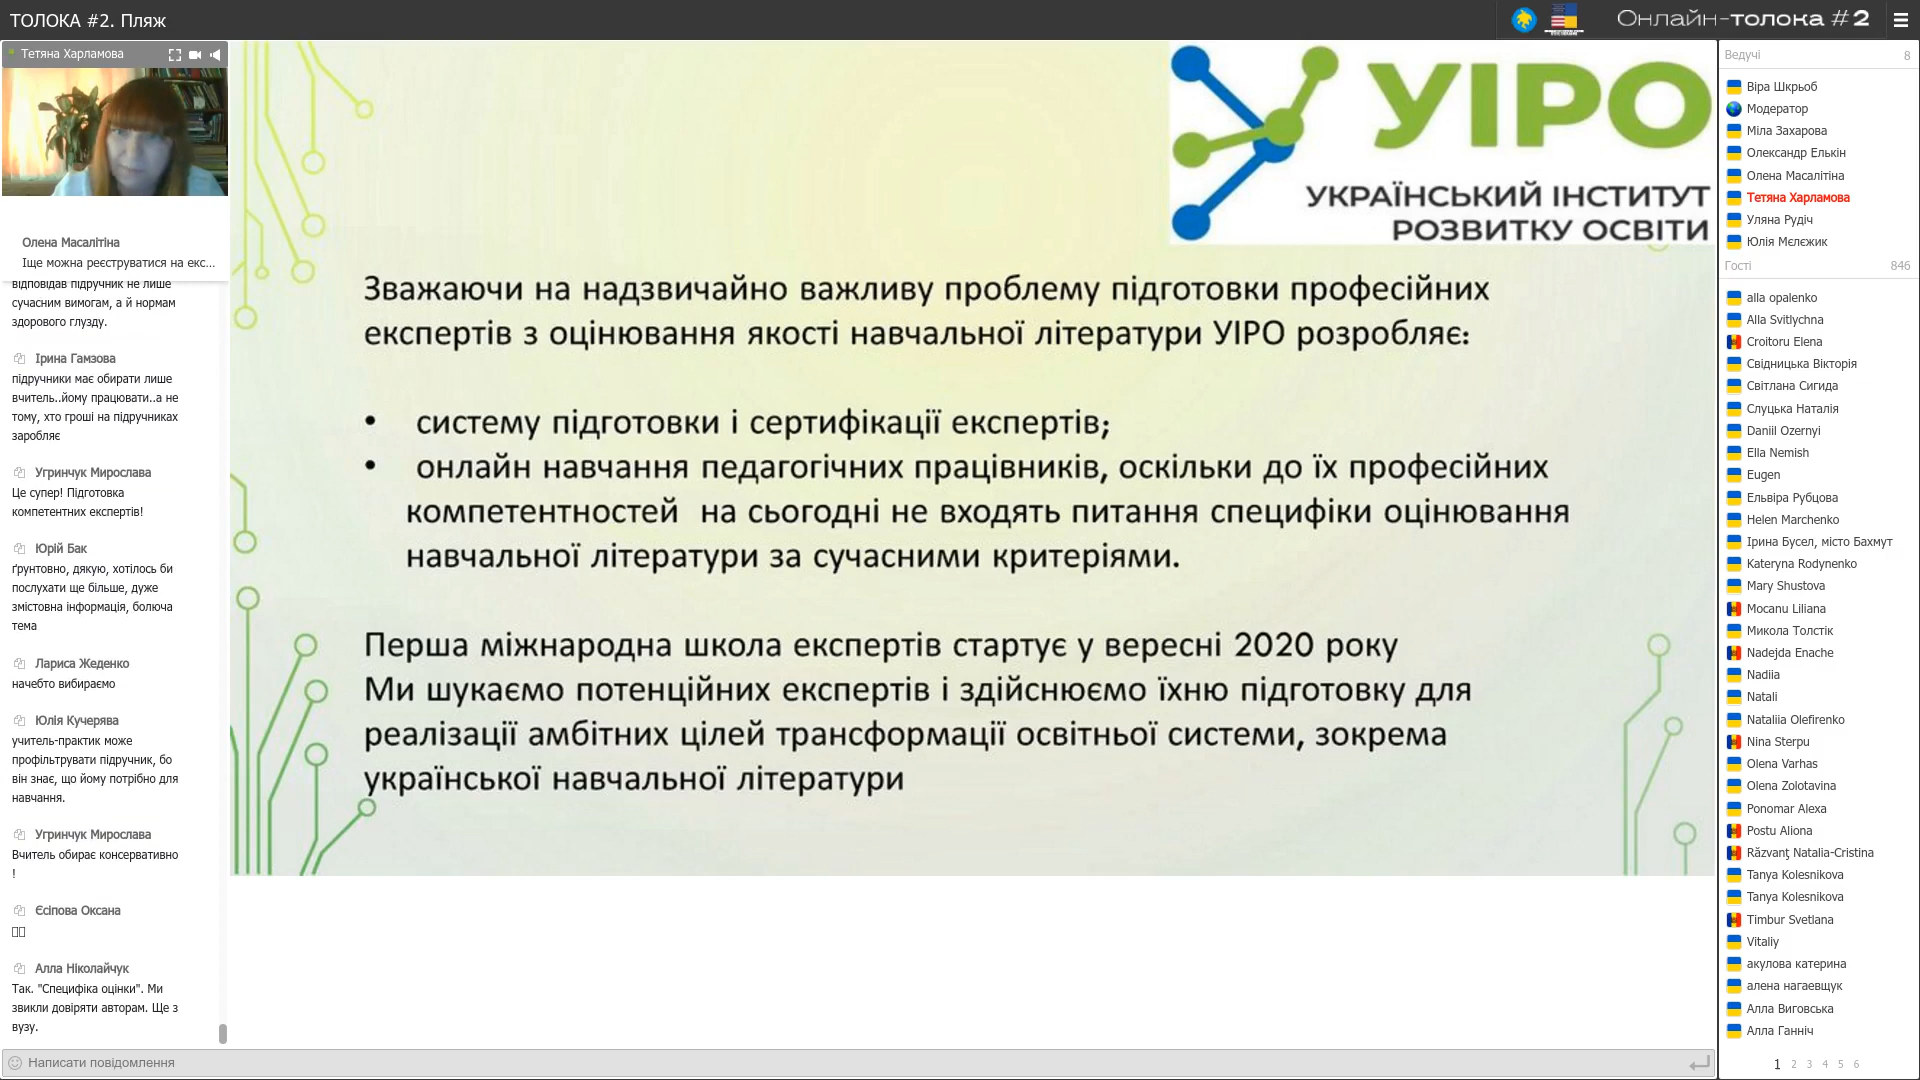 ТОЛОКА #2. Пляж
Онлайн-толока #2
Тетяна Харламова
Олена Масалітіна
Іще можна реєструватися на екс...
відповідав підручник не лише
сучасним вимогам, а й нормам
здорового глузду.
Ірина Гамзова
підручники має обирати лише
вчитель..йому працювати..а не
тому, хто гроші на підручниках
заробляє
Угринчук Мирослава
Це супер! Підготовка
компетентних експертів!
Юрій Бак
ґрунтовно, дякую, хотілось би
послухати ще більше, дуже
змістовна інформація, болюча
тема
Лариса Жеденко
начебто вибираємо
Юлія Кучерява
учитель-практик може
профільтрувати підручник, бо
він знає, що йому потрібно для
навчання.
Угринчук Мирослава
Вчитель обирає консервативно
!
Єсіпова Оксана
Алла Ніколайчук
Так. "Специфіка оцінки". Ми
звикли довіряти авторам. Ще з
вузу.
Написати повідомлення
УІРО
УКРАЇНСЬКИЙ ІНСТИТУТ
РОЗВИТКУ ОСВІТИ
Зважаючи на надзвичайно важливу проблему підготовки професійних
експертів з оцінювання якості навчальної літератури УІРО розробляє:
• систему підготовки і сертифікації експертів;
• онлайн навчання педагогічних працівників, оскільки до їх професійних
компетентностей на сьогодні не входять питання специфіки оцінювання
навчальної літератури за сучасними критеріями.
Перша міжнародна школа експертів стартує у вересні 2020 року
Ми шукаємо потенційних експертів і здійснюємо їхню підготовку для
реалізації амбітних цілей трансформації освітньої системи, зокрема
української навчальної літератури
Ведучі 8
Віра Шкрьоб
Модератор
Міла Захарова
Олександр Елькін
Олена Масалітіна
Тетяна Харламова
Уляна Рудіч
Юлія Мєлєжик
Гості 846
alla opalenko
Alla Svitlychna
Croitoru Elena
Свідницька Вікторія
Світлана Сигида
Слуцька Наталія
Daniil Ozernyi
Ella Nemish
Eugen
Ельвіра Рубцова
Helen Marchenko
Ірина Бусел, місто Бахмут
Kateryna Rodynenko
Mary Shustova
Mocanu Liliana
Микола Толстік
Nadejda Enache
Nadiia
Natali
Nataliia Olefirenko
Nina Sterpu
Olena Varhas
Olena Zolotavina
Ponomar Alexa
Postu Aliona
Răzvanţ Natalia-Cristina
Tanya Kolesnikova
Tanya Kolesnikova
Timbur Svetlana
Vitaliy
акулова катерина
алена нагаевщук
Алла Виговська
Алла Ганніч
1 2 3 4 5 6